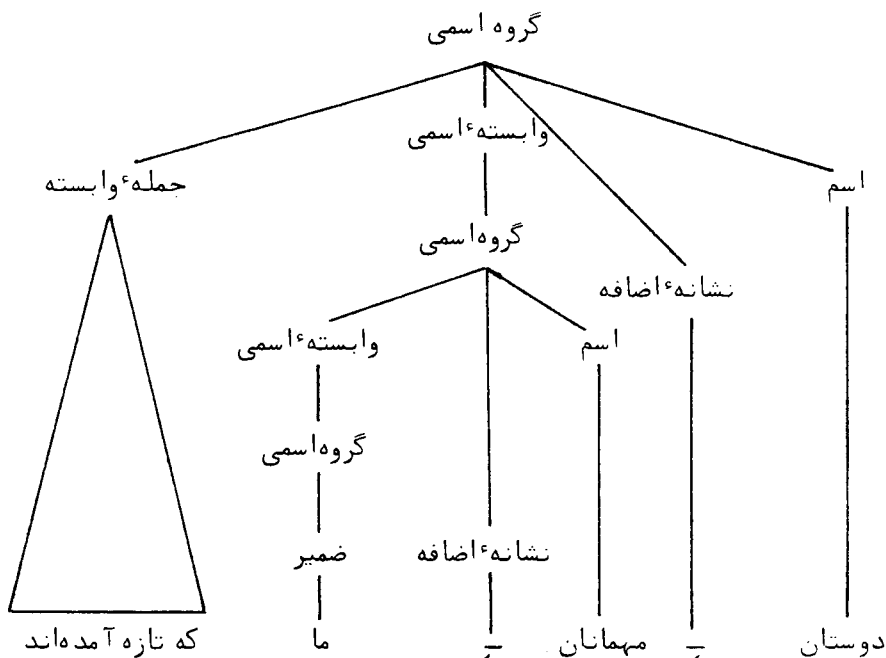 گروه اسمی
وابستهٔ اسمی
اسم
جملهٔ وابسته
گروه اسمی
نشانهٔ اضافه
اسم
وابستهٔ اسمی
گروه اسمی
نشانهٔ اضافه
ضمیر
دوستان ـِ مهمانان ـِ ما که تازه آمده‌اند